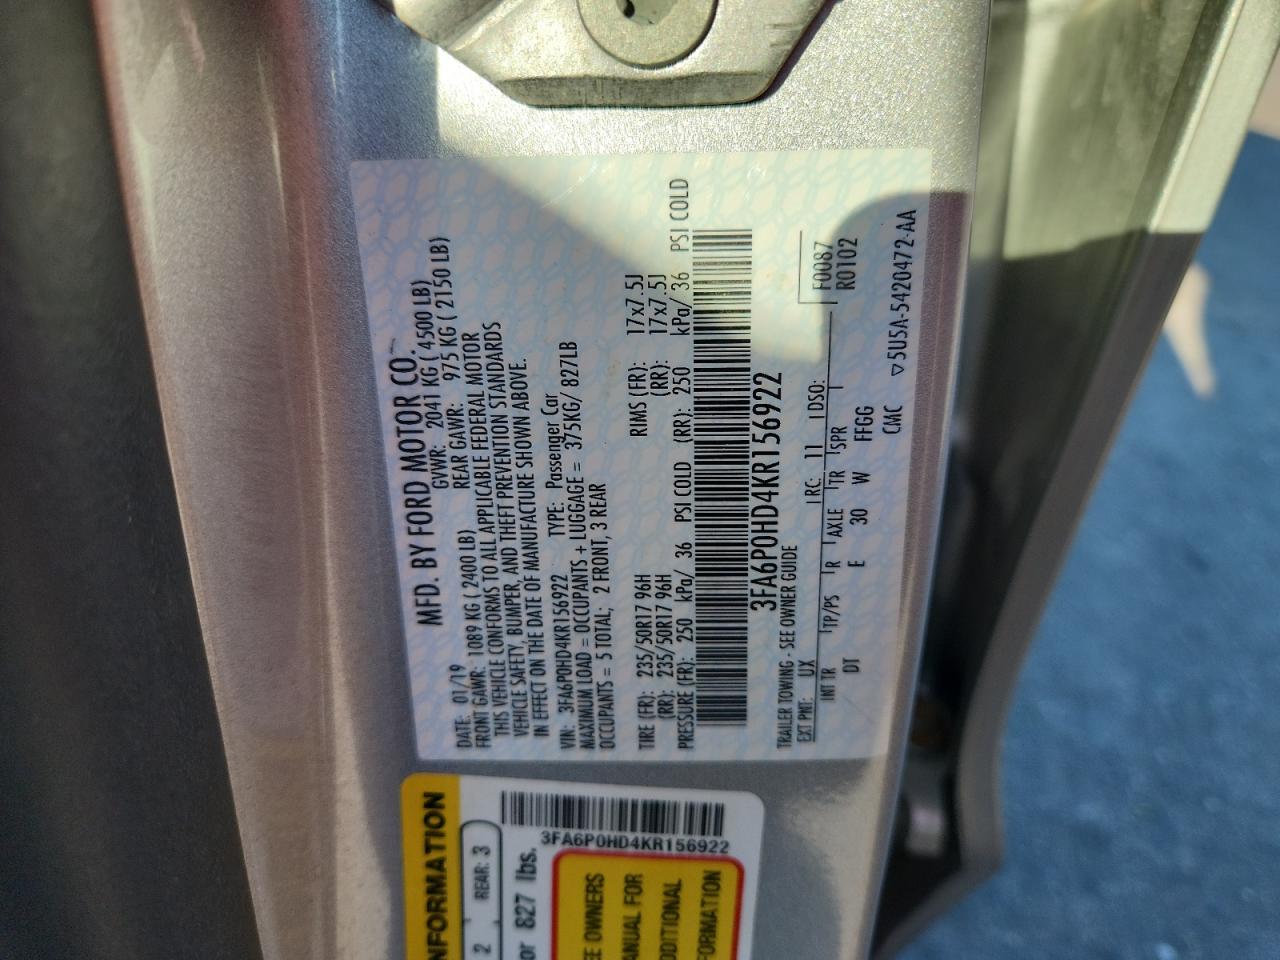 MFD. BY FORD MOTOR CO.
DATE: 01/19 GVWR: 2041 KG ( 4500 LB)
FRONT GAWR: 1089 KG ( 2400 LB) REAR GAWR: 975 KG ( 2150 LB)
THIS VEHICLE CONFORMS TO ALL APPLICABLE FEDERAL MOTOR
VEHICLE SAFETY, BUMPER, AND THEFT PREVENTION STANDARDS
IN EFFECT ON THE DATE OF MANUFACTURE SHOWN ABOVE.
VIN: 3FA6P0HD4KR156922 TYPE: Passenger Car
MAXIMUM LOAD = OCCUPANTS + LUGGAGE = 375KG/ 827LB
OCCUPANTS = 5 TOTAL; 2 FRONT, 3 REAR
TIRE (FR): 235/50R17 96H RIMS (FR): 17x7.5J
(RR): 235/50R17 96H (RR): 17x7.5J
PRESSURE (FR): 250 kPa/ 36 PSI COLD (RR): 250 kPa/ 36 PSI COLD
3FA6P0HD4KR156922
TRAILER TOWING - SEE OWNER GUIDE F0087
EXT PNT: UX RC: 11 DSO: R0102
INT TR TP/PS R AXLE TR SPR
DT E 30 W FFGG
CMC ▽5U5A-5420472-AA
NFORMATION
2 REAR: 3
or 827 lbs.
3FA6P0HD4KR156922
EE OWNERS
ANUAL FOR
DDITIONAL
FORMATION